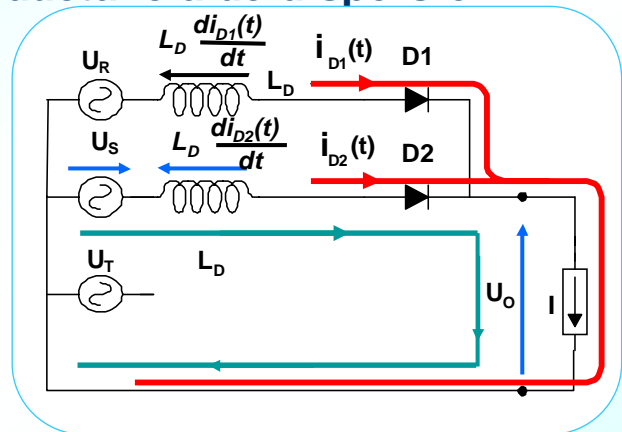 L_D di_D1(t)/dt
i_D1(t) D1
U_R
L_D
U_S
L_D di_D2(t)/dt
i_D2(t) D2
U_T
L_D
U_O
I